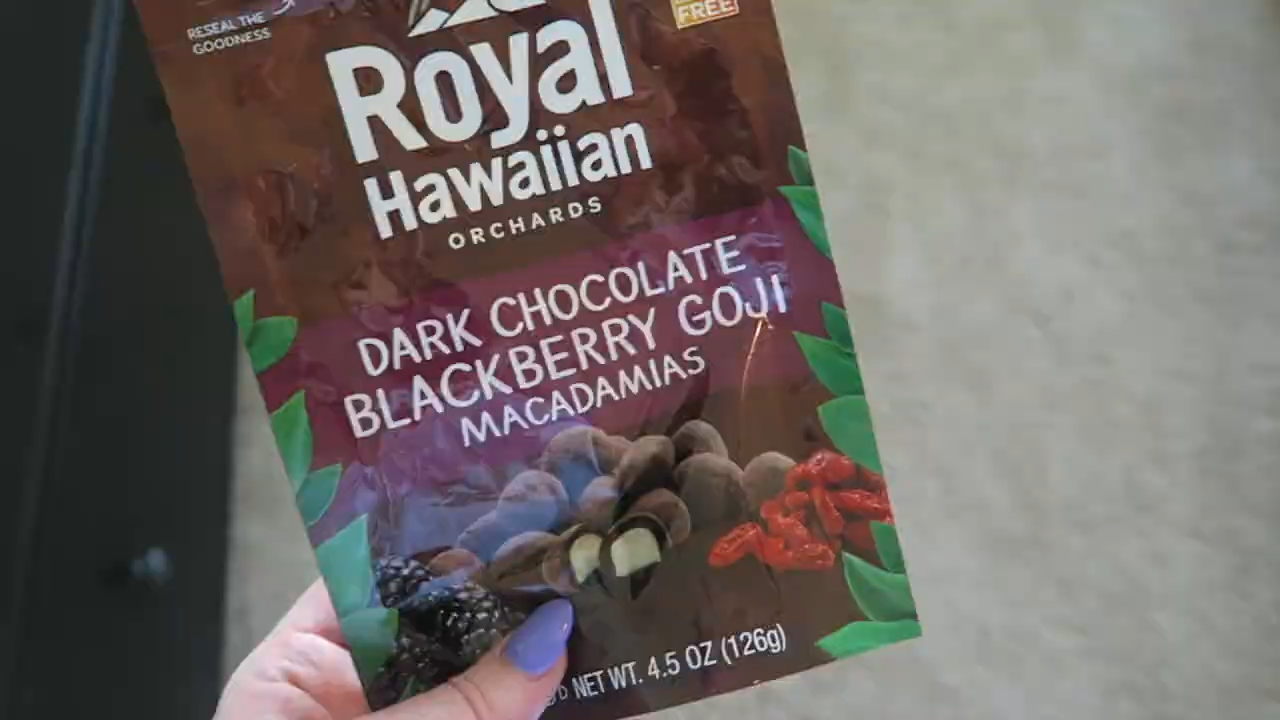 RESEAL THE
GOODNESS
FREE
Royal
Hawaiian
ORCHARDS
DARK CHOCOLATE
BLACKBERRY GOJI
MACADAMIAS
NET WT. 4.5 OZ (126g)